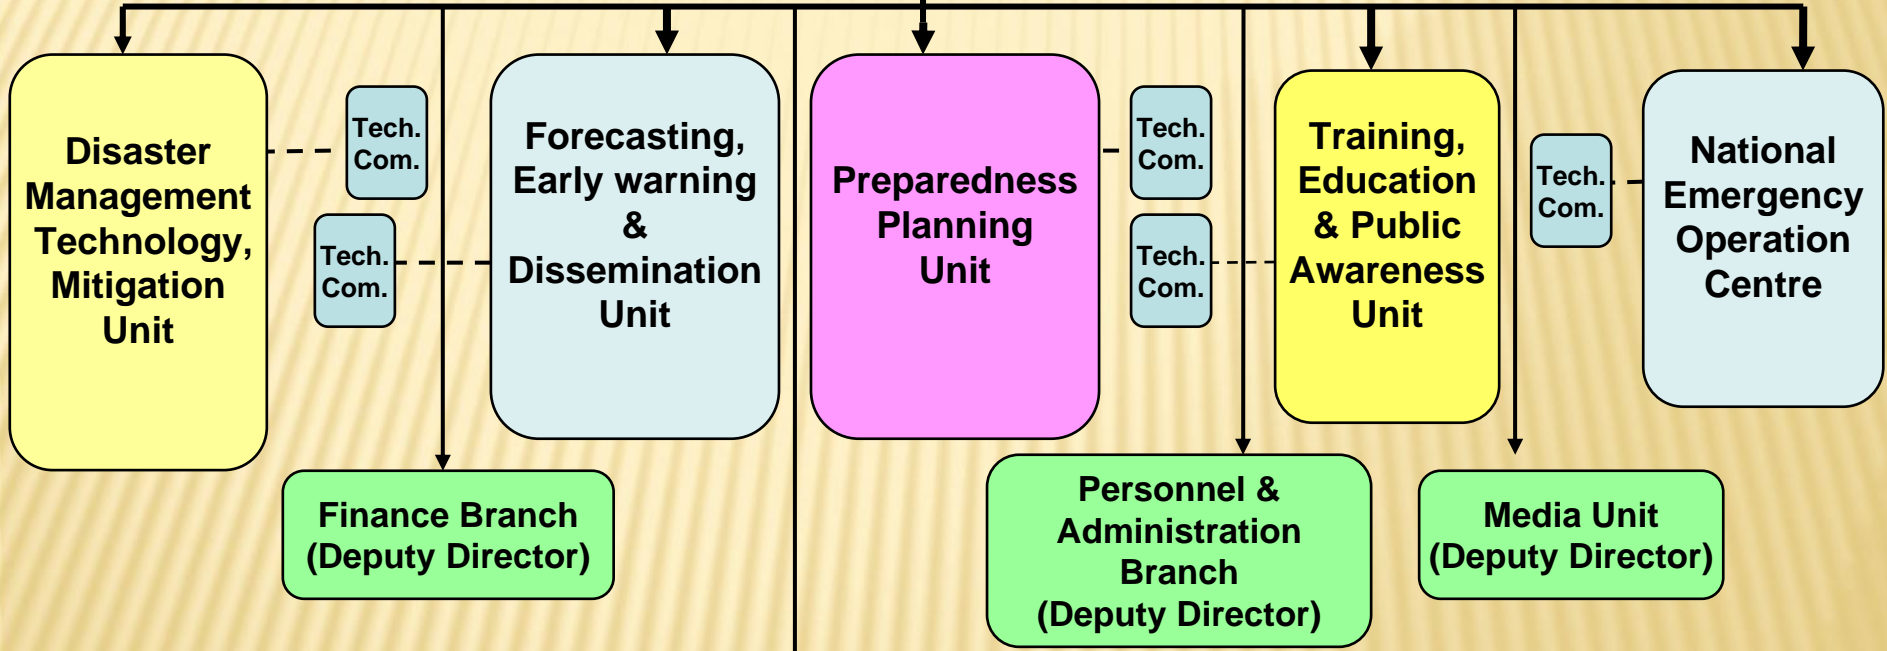 Disaster
Management
Technology,
Mitigation
Unit
Tech.
Com.
Tech.
Com.
Forecasting,
Early warning
&
Dissemination
Unit
Preparedness
Planning
Unit
Tech.
Com.
Tech.
Com.
Training,
Education
& Public
Awareness
Unit
Tech.
Com.
National
Emergency
Operation
Centre
Finance Branch
(Deputy Director)
Personnel &
Administration
Branch
(Deputy Director)
Media Unit
(Deputy Director)